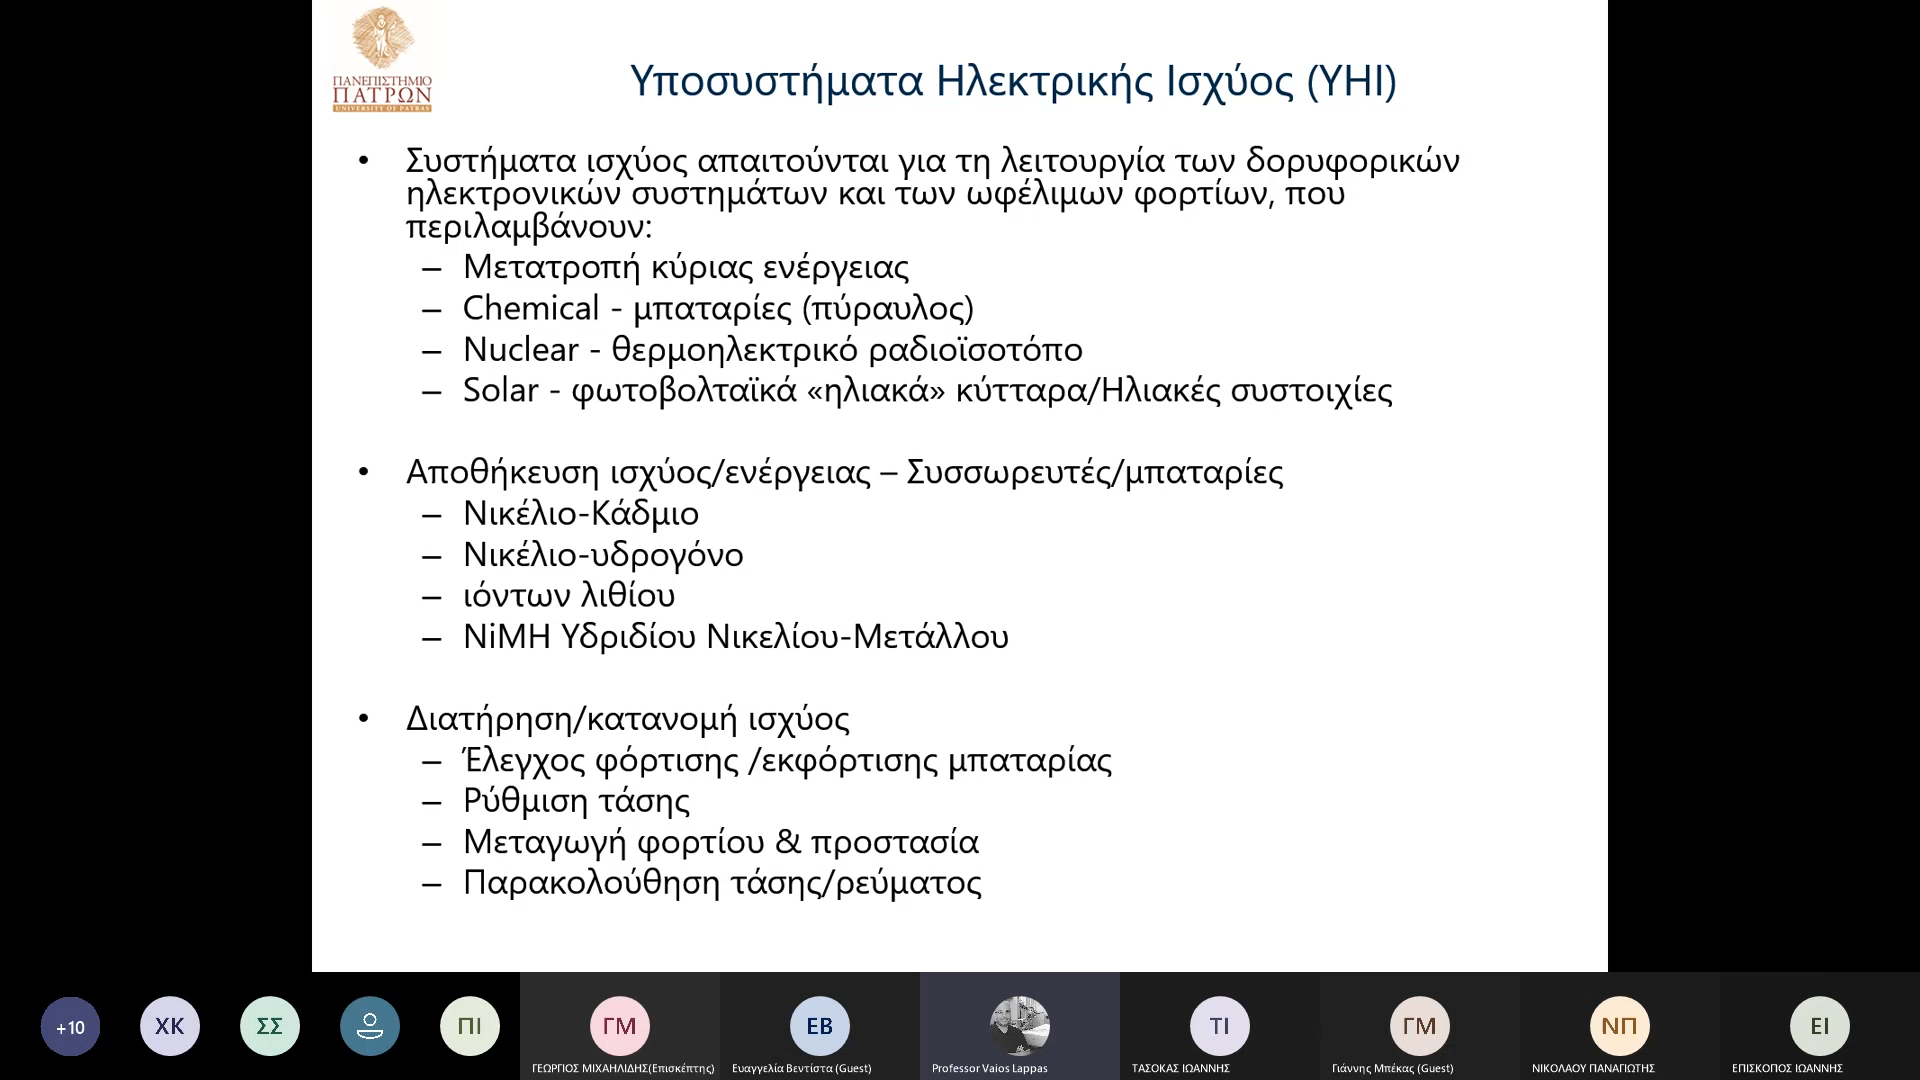 ΠΑΝΕΠΙΣΤΗΜΙΟ
ΠΑΤΡΩΝ
UNIVERSITY OF PATRAS
Υποσυστήματα Ηλεκτρικής Ισχύος (ΥΗΙ)
• Συστήματα ισχύος απαιτούνται για τη λειτουργία των δορυφορικών
ηλεκτρονικών συστημάτων και των ωφέλιμων φορτίων, που
περιλαμβάνουν:
– Μετατροπή κύριας ενέργειας
– Chemical - μπαταρίες (πύραυλος)
– Nuclear - θερμοηλεκτρικό ραδιοϊσοτόπο
– Solar - φωτοβολταϊκά «ηλιακά» κύτταρα/Ηλιακές συστοιχίες
• Αποθήκευση ισχύος/ενέργειας – Συσσωρευτές/μπαταρίες
– Νικέλιο-Κάδμιο
– Νικέλιο-υδρογόνο
– ιόντων λιθίου
– NiMH Υδριδίου Νικελίου-Μετάλλου
• Διατήρηση/κατανομή ισχύος
– Έλεγχος φόρτισης /εκφόρτισης μπαταρίας
– Ρύθμιση τάσης
– Μεταγωγή φορτίου & προστασία
– Παρακολούθηση τάσης/ρεύματος
+10
ΧΚ
ΣΣ
ΠΙ
ΓΜ
ΕΒ
ΤΙ
ΓΜ
ΝΠ
ΕΙ
ΓΕΩΡΓΙΟΣ ΜΙΧΑΗΛΙΔΗΣ(Επισκέπτης)
Ευαγγελία Βεντίστα (Guest)
Professor Vaios Lappas
ΤΑΣΟΚΑΣ ΙΩΑΝΝΗΣ
Γιάννης Μπέκας (Guest)
ΝΙΚΟΛΑΟΥ ΠΑΝΑΓΙΩΤΗΣ
ΕΠΙΣΚΟΠΟΣ ΙΩΑΝΝΗΣ